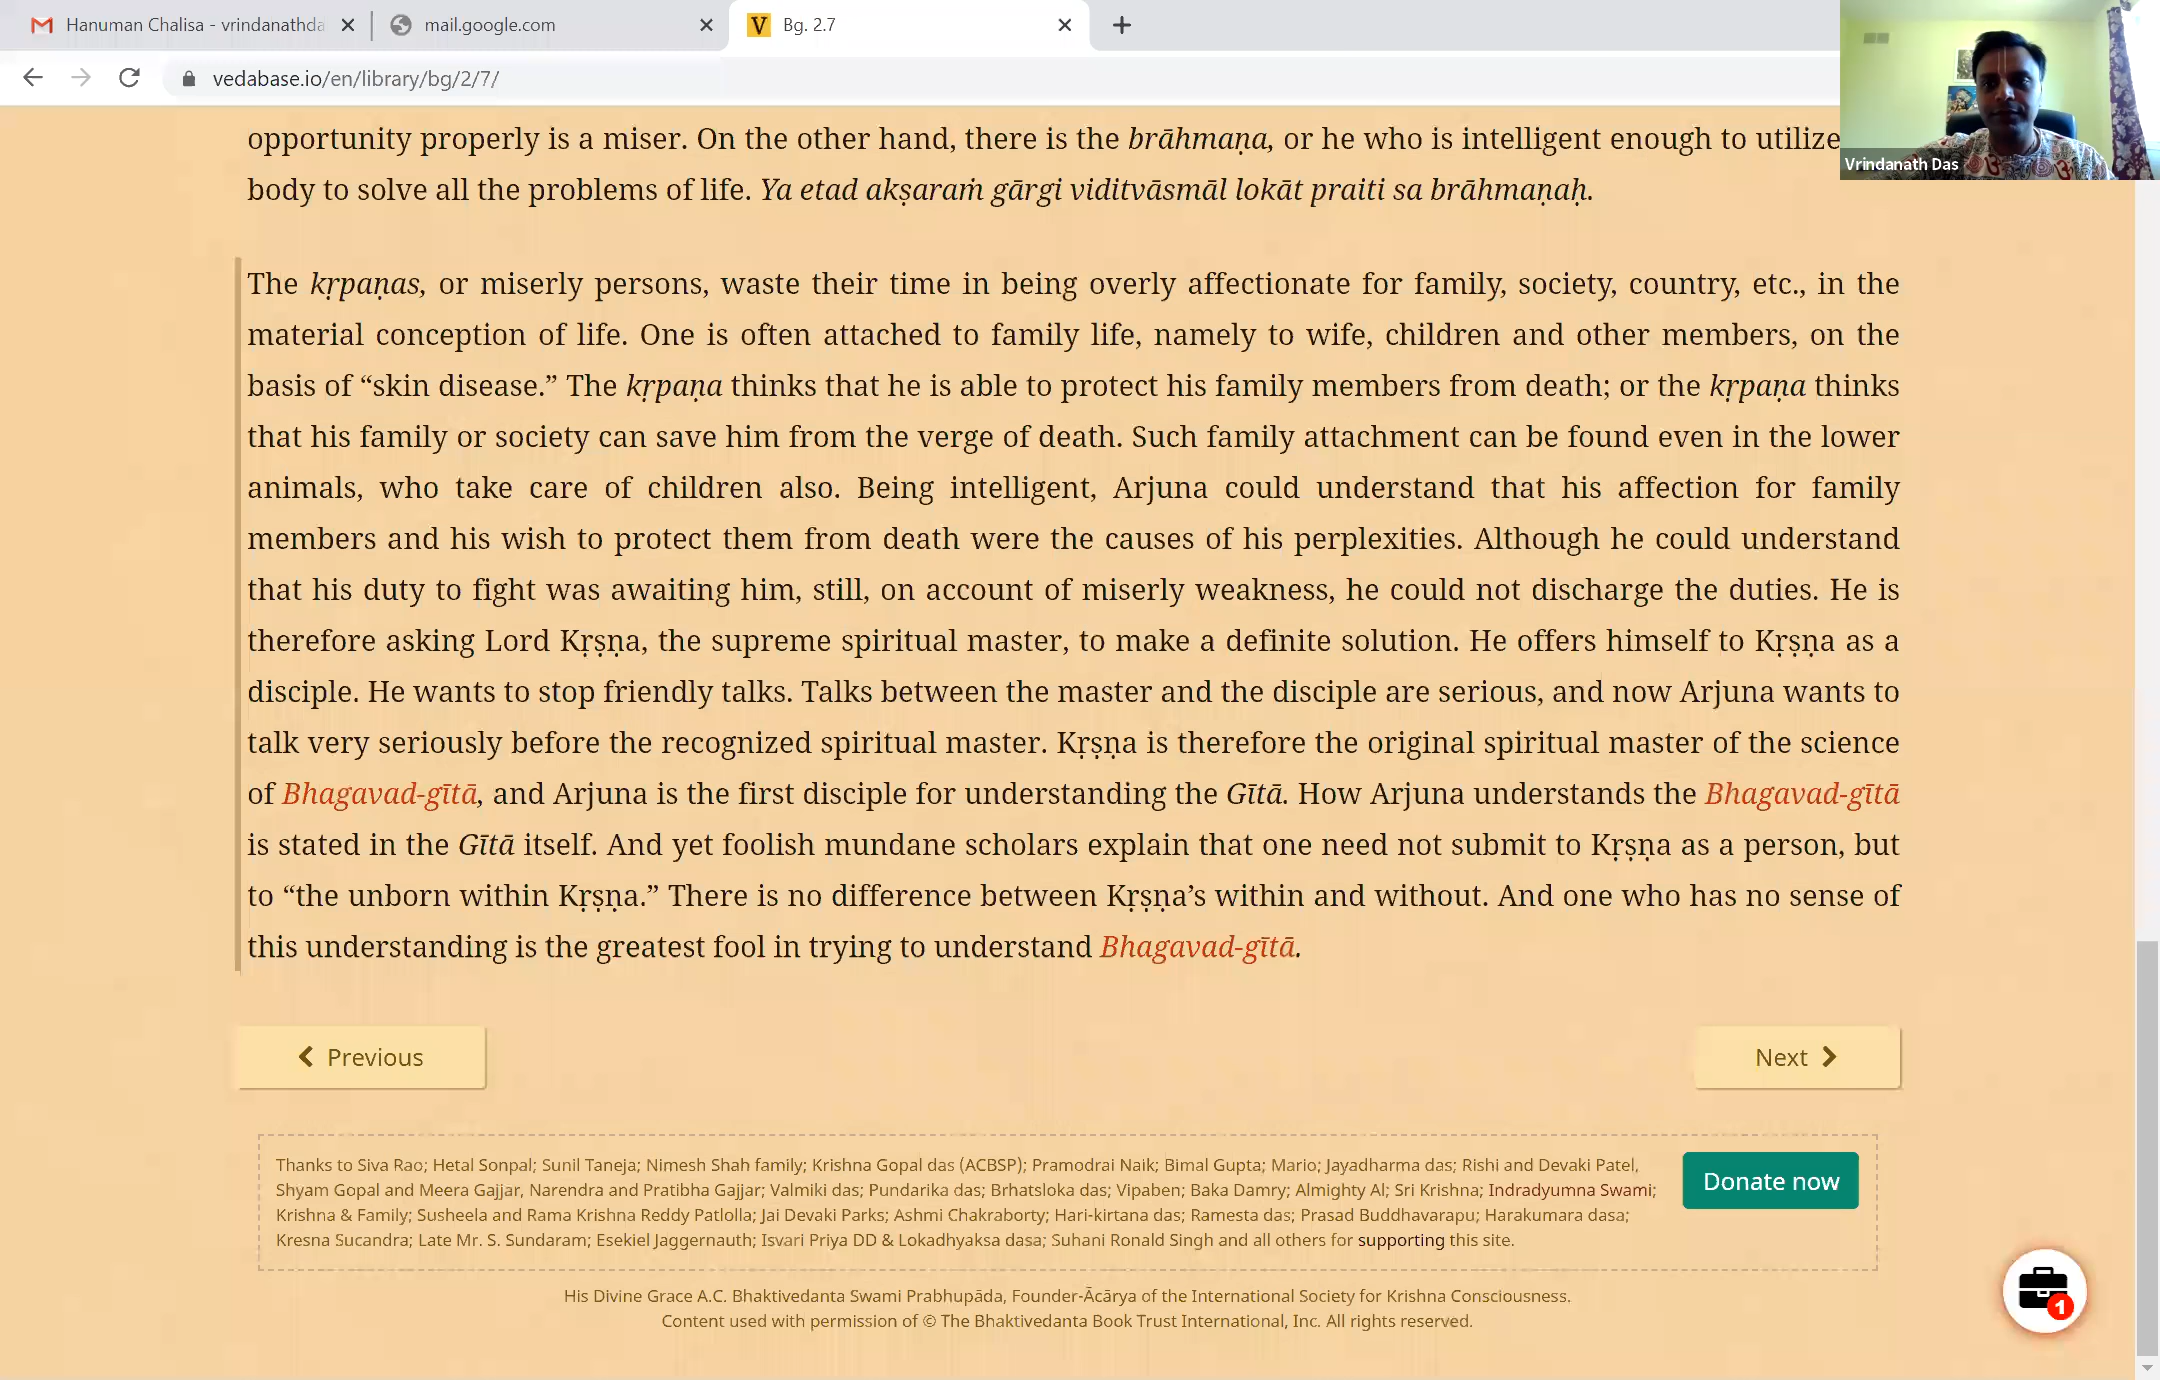 Hanuman Chalisa - vrindanathda
mail.google.com
Bg. 2.7
vedabase.io/en/library/bg/2/7/
Vrindanath Das
opportunity properly is a miser. On the other hand, there is the brāhmaṇa, or he who is intelligent enough to utilize
body to solve all the problems of life. Ya etad akṣaraṁ gārgi viditvāsmāl lokāt praiti sa brāhmaṇaḥ.
The kṛpaṇas, or miserly persons, waste their time in being overly affectionate for family, society, country, etc., in the
material conception of life. One is often attached to family life, namely to wife, children and other members, on the
basis of “skin disease.” The kṛpaṇa thinks that he is able to protect his family members from death; or the kṛpaṇa thinks
that his family or society can save him from the verge of death. Such family attachment can be found even in the lower
animals, who take care of children also. Being intelligent, Arjuna could understand that his affection for family
members and his wish to protect them from death were the causes of his perplexities. Although he could understand
that his duty to fight was awaiting him, still, on account of miserly weakness, he could not discharge the duties. He is
therefore asking Lord Kṛṣṇa, the supreme spiritual master, to make a definite solution. He offers himself to Kṛṣṇa as a
disciple. He wants to stop friendly talks. Talks between the master and the disciple are serious, and now Arjuna wants to
talk very seriously before the recognized spiritual master. Kṛṣṇa is therefore the original spiritual master of the science
of Bhagavad-gītā, and Arjuna is the first disciple for understanding the Gītā. How Arjuna understands the Bhagavad-gītā
is stated in the Gītā itself. And yet foolish mundane scholars explain that one need not submit to Kṛṣṇa as a person, but
to “the unborn within Kṛṣṇa.” There is no difference between Kṛṣṇa’s within and without. And one who has no sense of
this understanding is the greatest fool in trying to understand Bhagavad-gītā.
Previous
Next
Thanks to Siva Rao; Hetal Sonpal; Sunil Taneja; Nimesh Shah family; Krishna Gopal das (ACBSP); Pramodrai Naik; Bimal Gupta; Mario; Jayadharma das; Rishi and Devaki Patel,
Shyam Gopal and Meera Gajjar, Narendra and Pratibha Gajjar; Valmiki das; Pundarika das; Brhatsloka das; Vipaben; Baka Damry; Almighty Al; Sri Krishna; Indradyumna Swami;
Krishna & Family; Susheela and Rama Krishna Reddy Patlolla; Jai Devaki Parks; Ashmi Chakraborty; Hari-kirtana das; Ramesta das; Prasad Buddhavarapu; Harakumara dasa;
Kresna Sucandra; Late Mr. S. Sundaram; Esekiel Jaggernauth; Isvari Priya DD & Lokadhyaksa dasa; Suhani Ronald Singh and all others for supporting this site.
Donate now
His Divine Grace A.C. Bhaktivedanta Swami Prabhupāda, Founder-Ācārya of the International Society for Krishna Consciousness.
Content used with permission of © The Bhaktivedanta Book Trust International, Inc. All rights reserved.
1